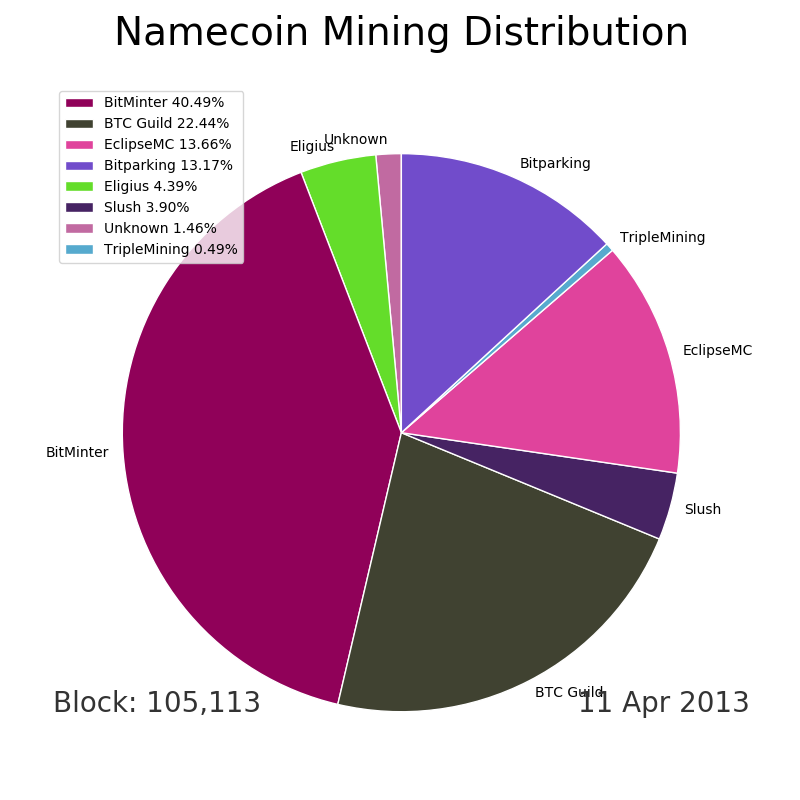 Namecoin Mining Distribution
BitMinter 40.49%
BTC Guild 22.44%
EclipseMC 13.66%
Bitparking 13.17%
Eligius 4.39%
Slush 3.90%
Unknown 1.46%
TripleMining 0.49%
Unknown
Eligius
Bitparking
TripleMining
EclipseMC
BitMinter
Slush
BTC Guild
Block: 105,113
11 Apr 2013